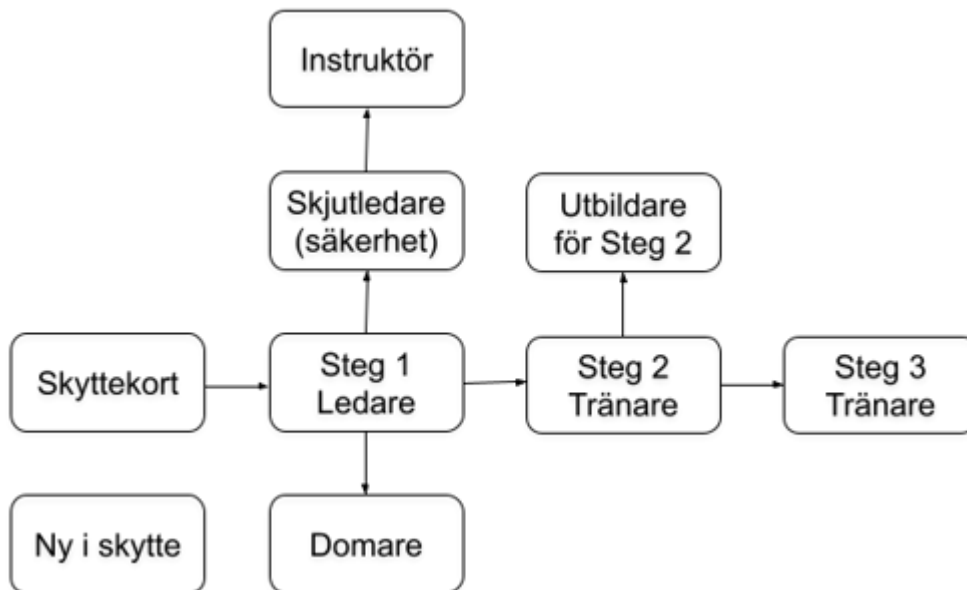 Instruktör
Skjutledare
(säkerhet)
Utbildare
för Steg 2
Skyttekort
Steg 1
Ledare
Steg 2
Tränare
Steg 3
Tränare
Ny i skytte
Domare